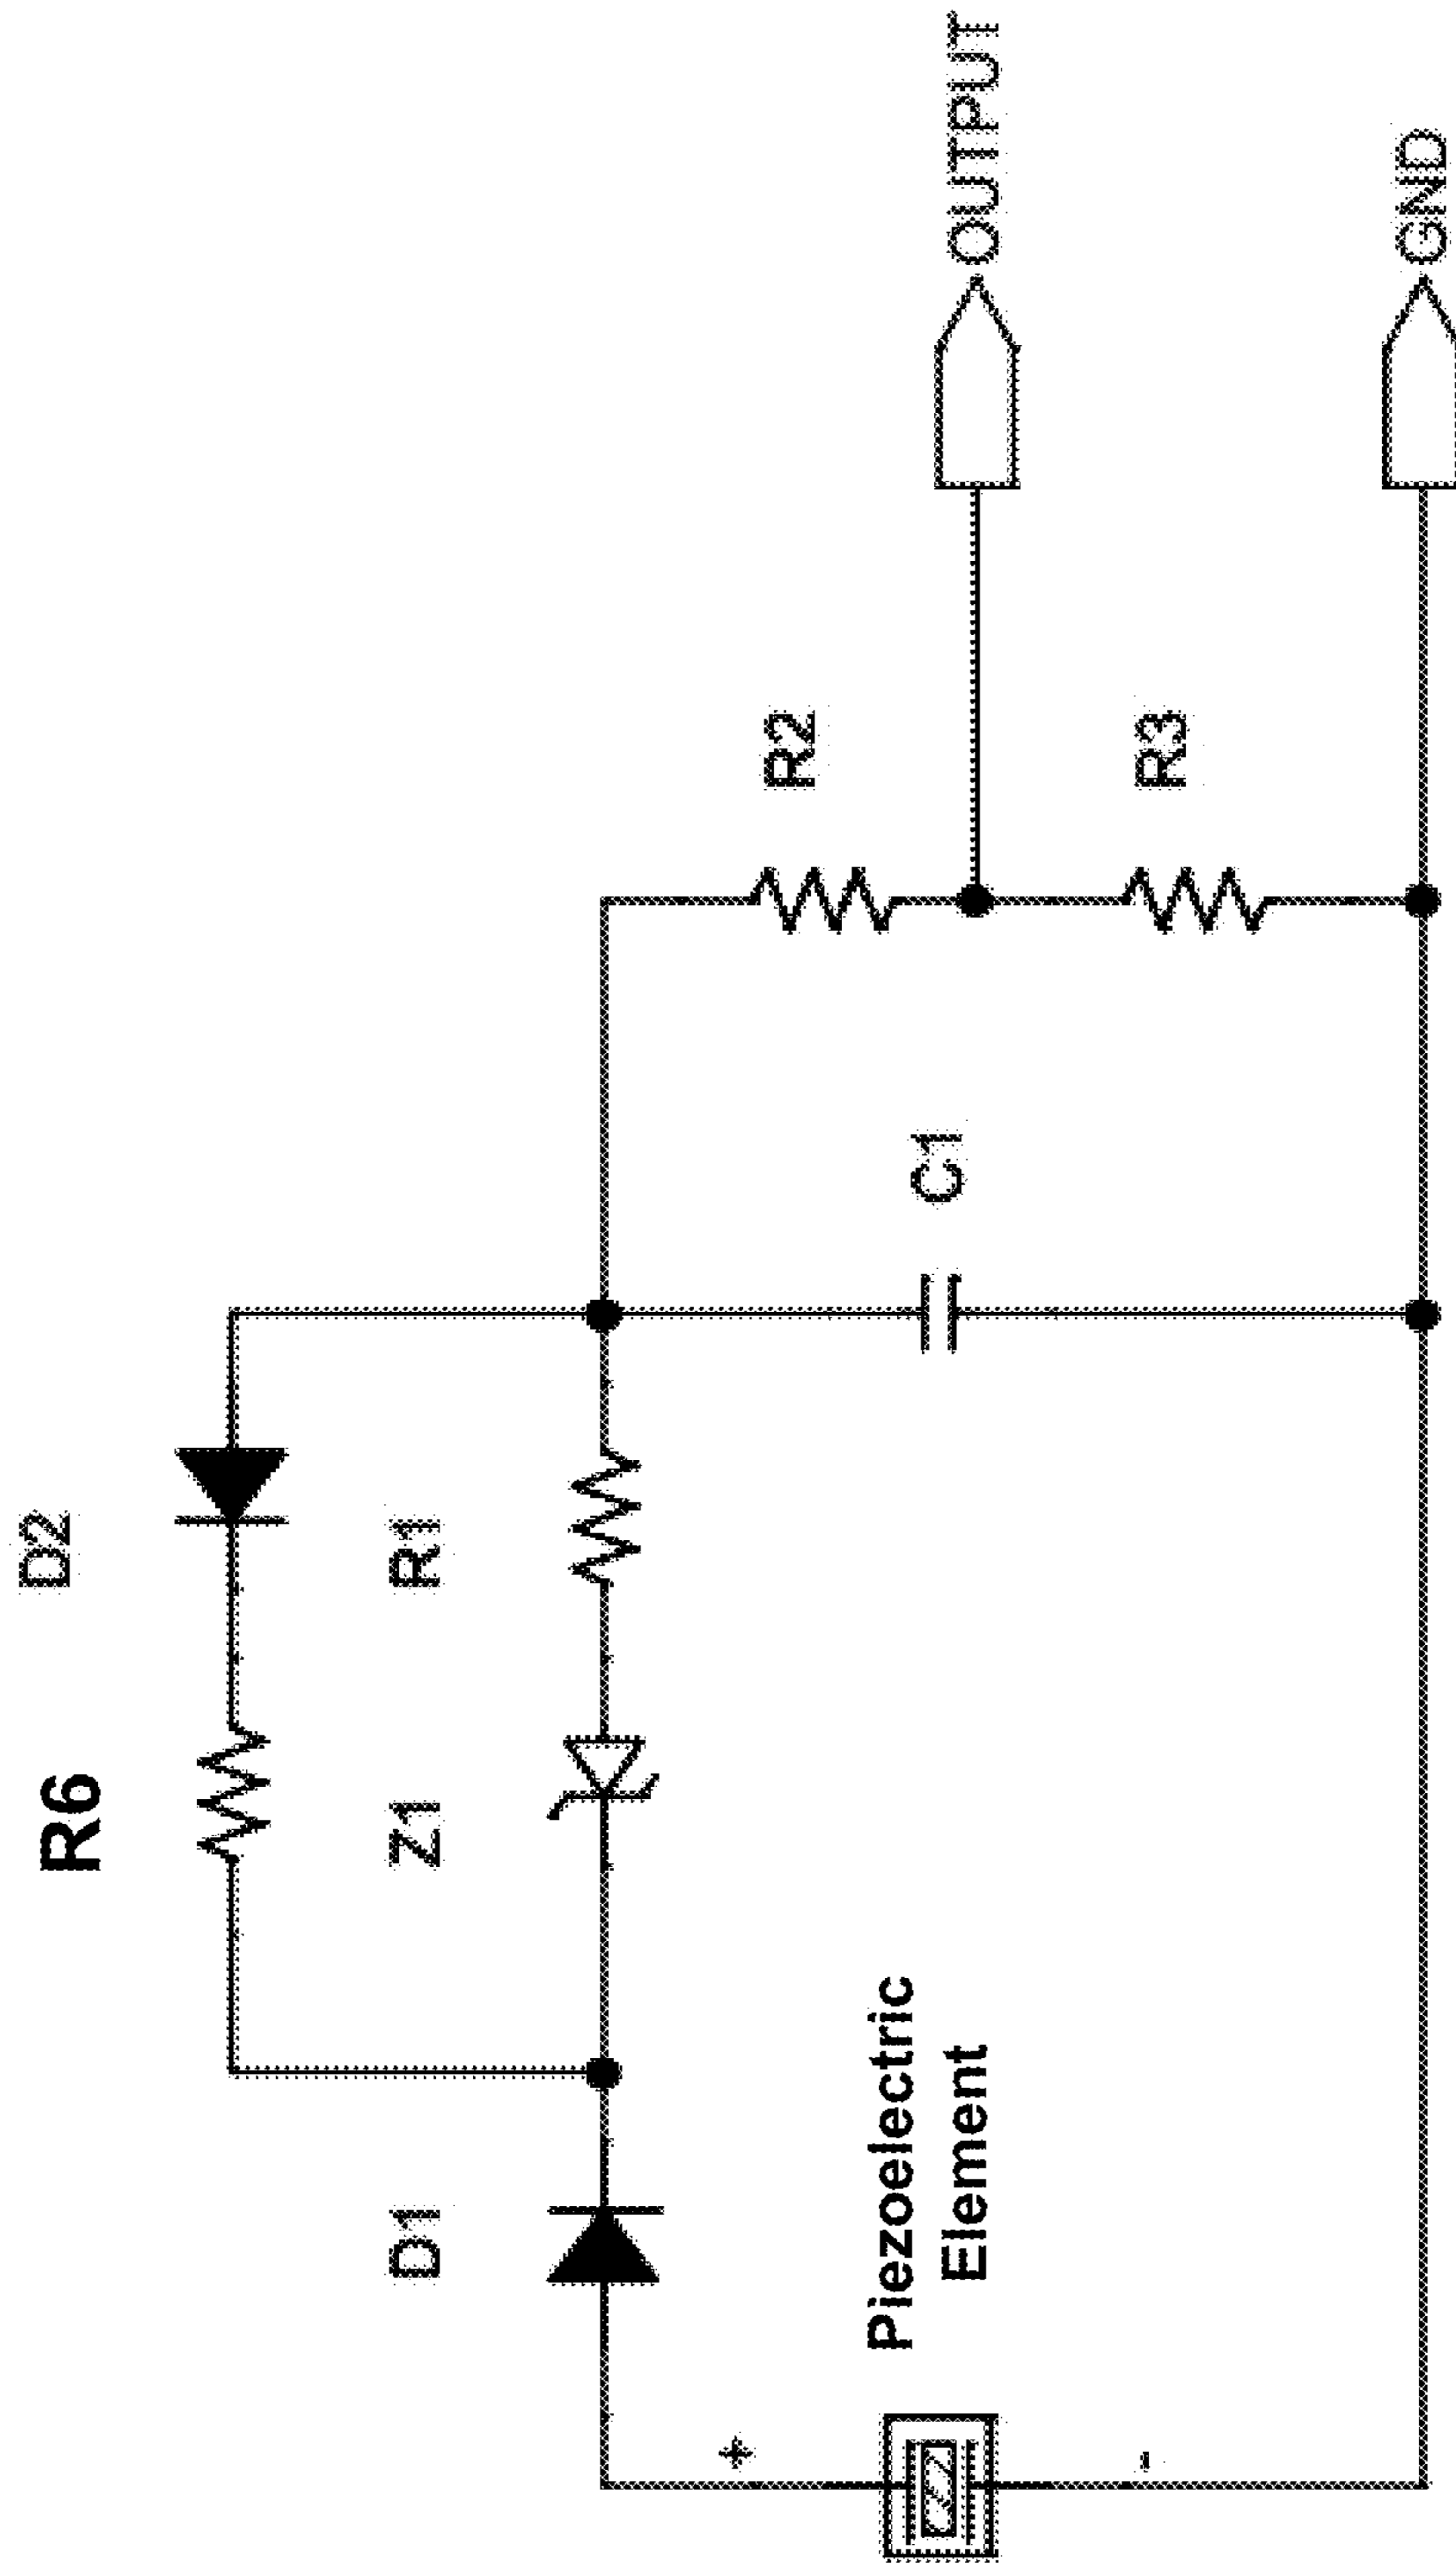 R6
D2
D1
Z1
R1
Piezoelectric
Element
+
-
C1
R2
R3
OUTPUT
GND